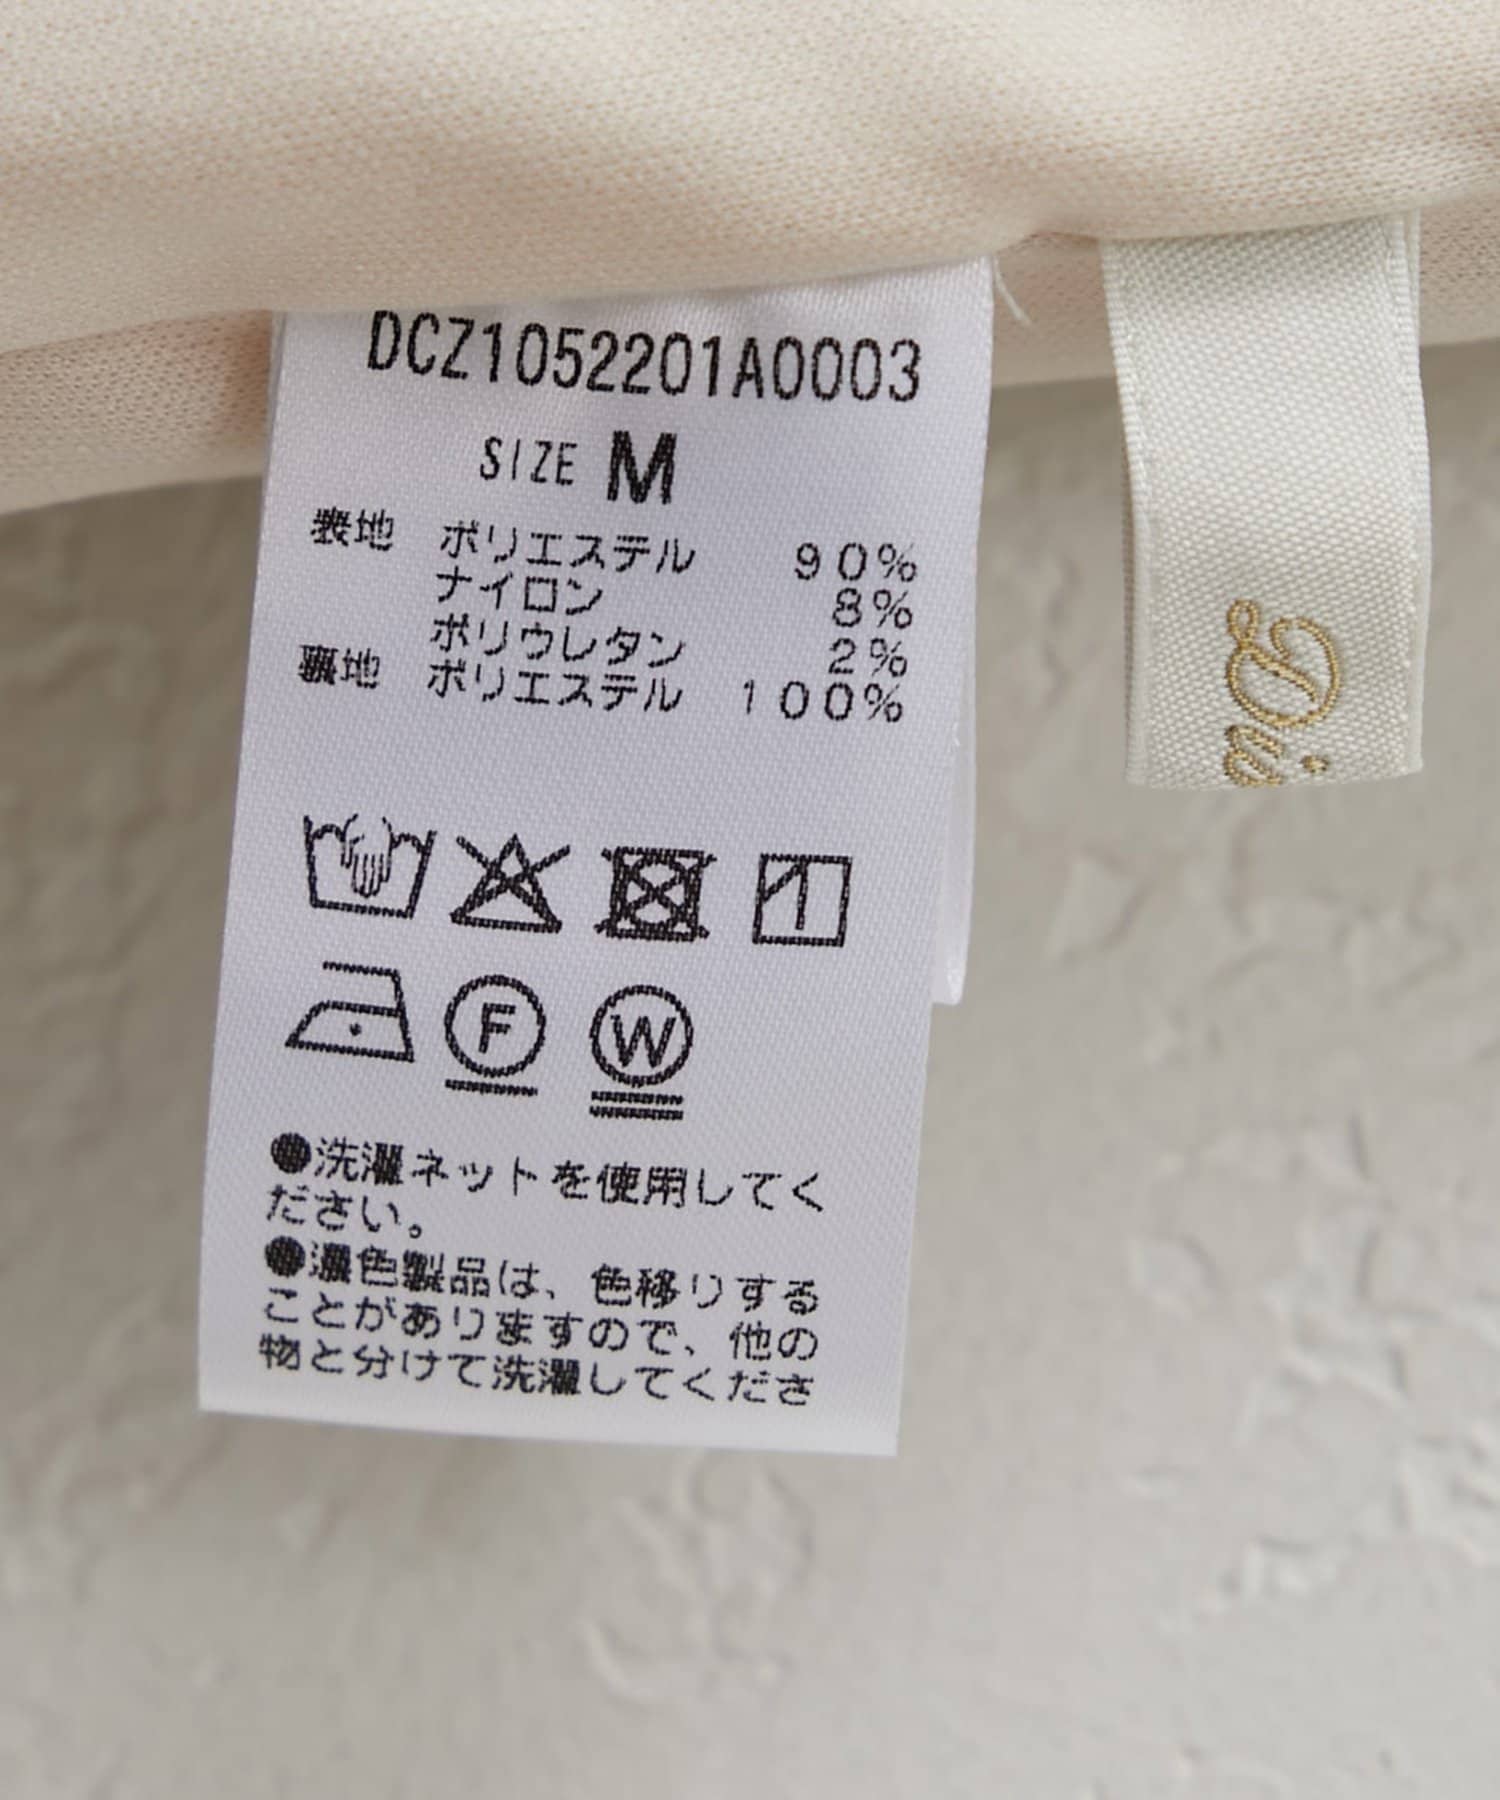 DCZ1052201A0003
SIZE M
表地 ポリエステル 90%
ナイロン 8%
ポリウレタン 2%
裏地 ポリエステル 100%
F
W
●洗濯ネットを使用してく
ださい。
●濃色製品は、色移りする
ことがありますので、他の
物と分けて洗濯してくださ
Dis